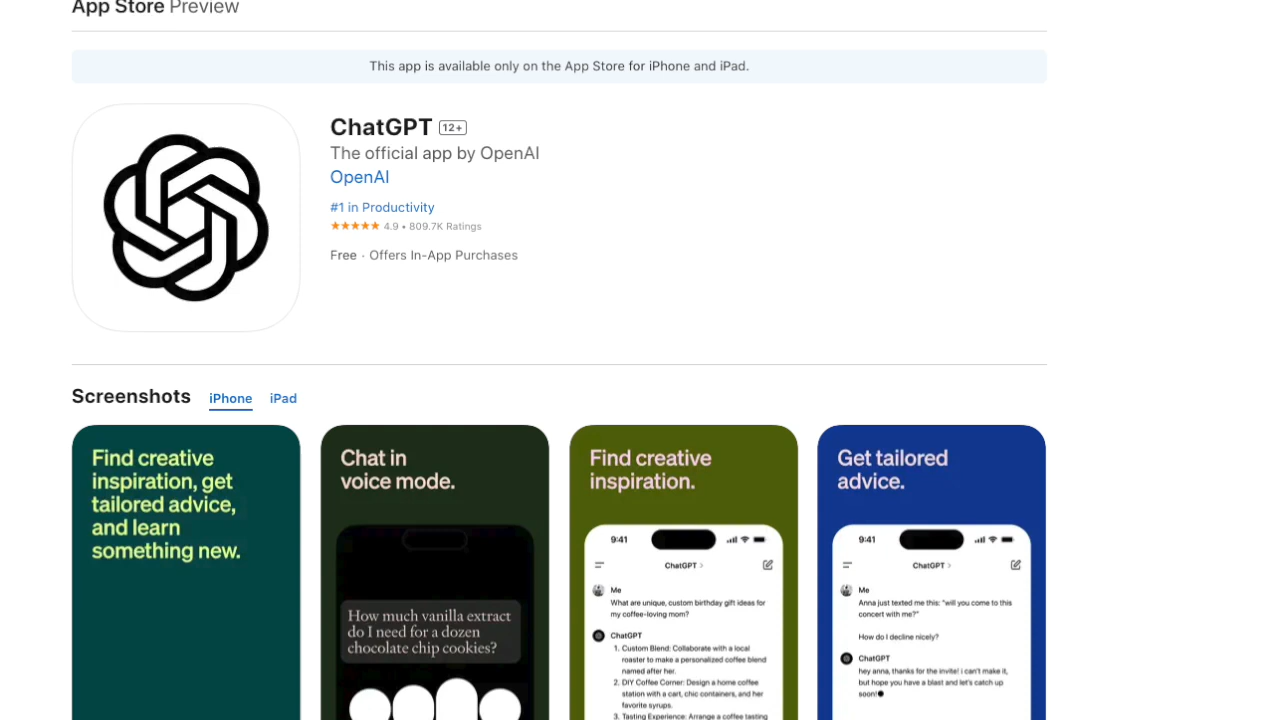 App Store Preview
This app is available only on the App Store for iPhone and iPad.
ChatGPT 12+
The official app by OpenAI
OpenAI
#1 in Productivity
★★★★★ 4.9 • 809.7K Ratings
Free · Offers In-App Purchases
Screenshots iPhone iPad
Find creative
inspiration, get
tailored advice,
and learn
something new.
Chat in
voice mode.
How much vanilla extract
do I need for a dozen
chocolate chip cookies?
Find creative
inspiration.
9:41
ChatGPT >
Me
What are unique, custom birthday gift ideas for
my coffee-loving mom?
ChatGPT
1. Custom Blend: Collaborate with a local
roaster to make a personalized coffee blend
named after her.
2. DIY Coffee Corner: Design a home coffee
station with a cart, chic containers, and her
favorite syrups.
3. Tasting Experience: Arrange a coffee tasting
Get tailored
advice.
9:41
ChatGPT >
Me
Anna just texted me this: "will you come to this
concert with me?"
How do I decline nicely?
ChatGPT
hey anna, thanks for the invite! i can't make it,
but hope you have a blast and let's catch up
soon!